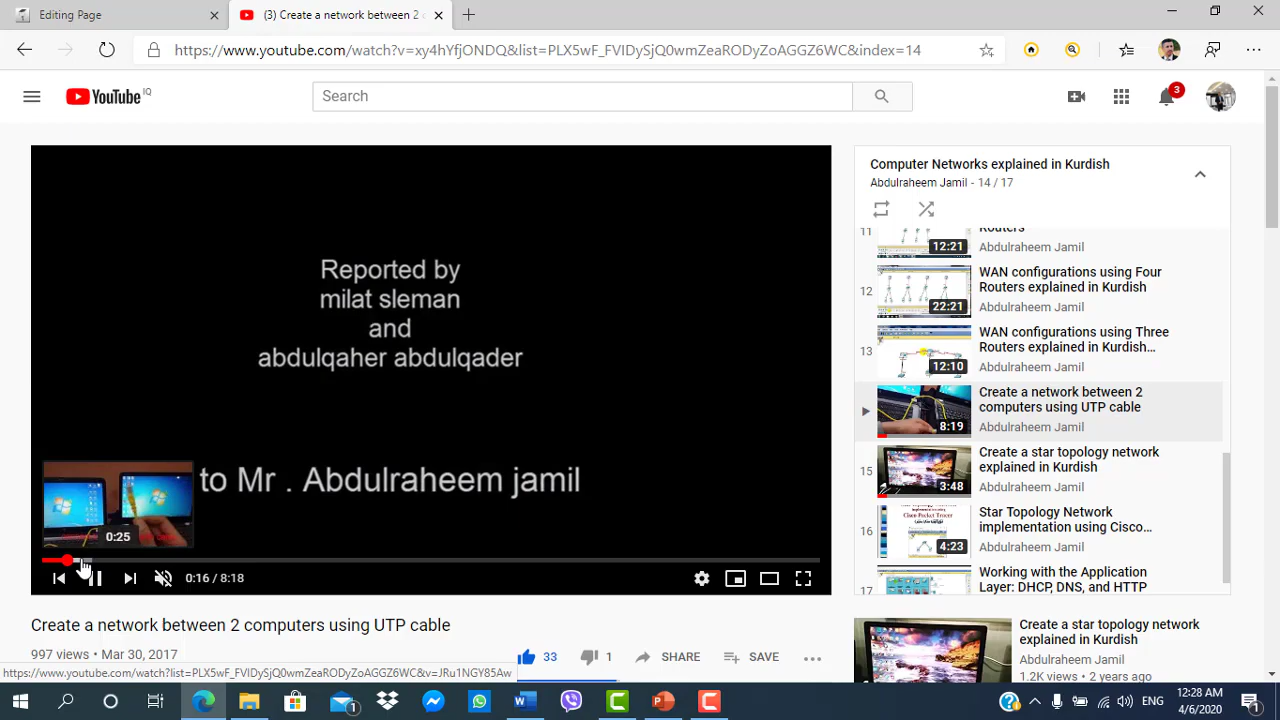 Editing Page
(3) Create a network between 2
https://www.youtube.com/watch?v=xy4hYfjONDQ&list=PLX5wF_FVIDySjQ0wmZeaRODyZoAGGZ6WC&index=14
YouTube IQ
Search
3
Reported by
milat sleman
and
abdulqaher abdulqader
Mr . Abdulraheem jamil
0:25
0:16 / 8:18
Create a network between 2 computers using UTP cable
997 views • Mar 30, 2017
33
1
SHARE
SAVE
https://www.youtube.com/watch?list=PLX5wF_FVIDySjQ0wmZeaRODyZoAGGZ6WC&v=JRu1NGY85Aw
Computer Networks explained in Kurdish
Abdulraheem Jamil - 14 / 17
11
Routers
Abdulraheem Jamil
12:21
12
WAN configurations using Four
Routers explained in Kurdish
Abdulraheem Jamil
22:21
13
WAN configurations using Three
Routers explained in Kurdish...
Abdulraheem Jamil
12:10
Create a network between 2
computers using UTP cable
Abdulraheem Jamil
8:19
15
Create a star topology network
explained in Kurdish
Abdulraheem Jamil
3:48
16
Star Topology Network
implementation using Cisco...
Abdulraheem Jamil
4:23
17
Working with the Application
Layer: DHCP, DNS, and HTTP
Create a star topology network
explained in Kurdish
Abdulraheem Jamil
1.2K views • 2 years ago
ENG
12:28 AM
4/6/2020
1
1